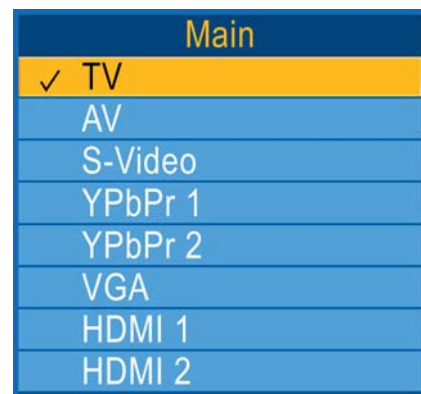 Main
✓ TV
AV
S-Video
YPbPr 1
YPbPr 2
VGA
HDMI 1
HDMI 2